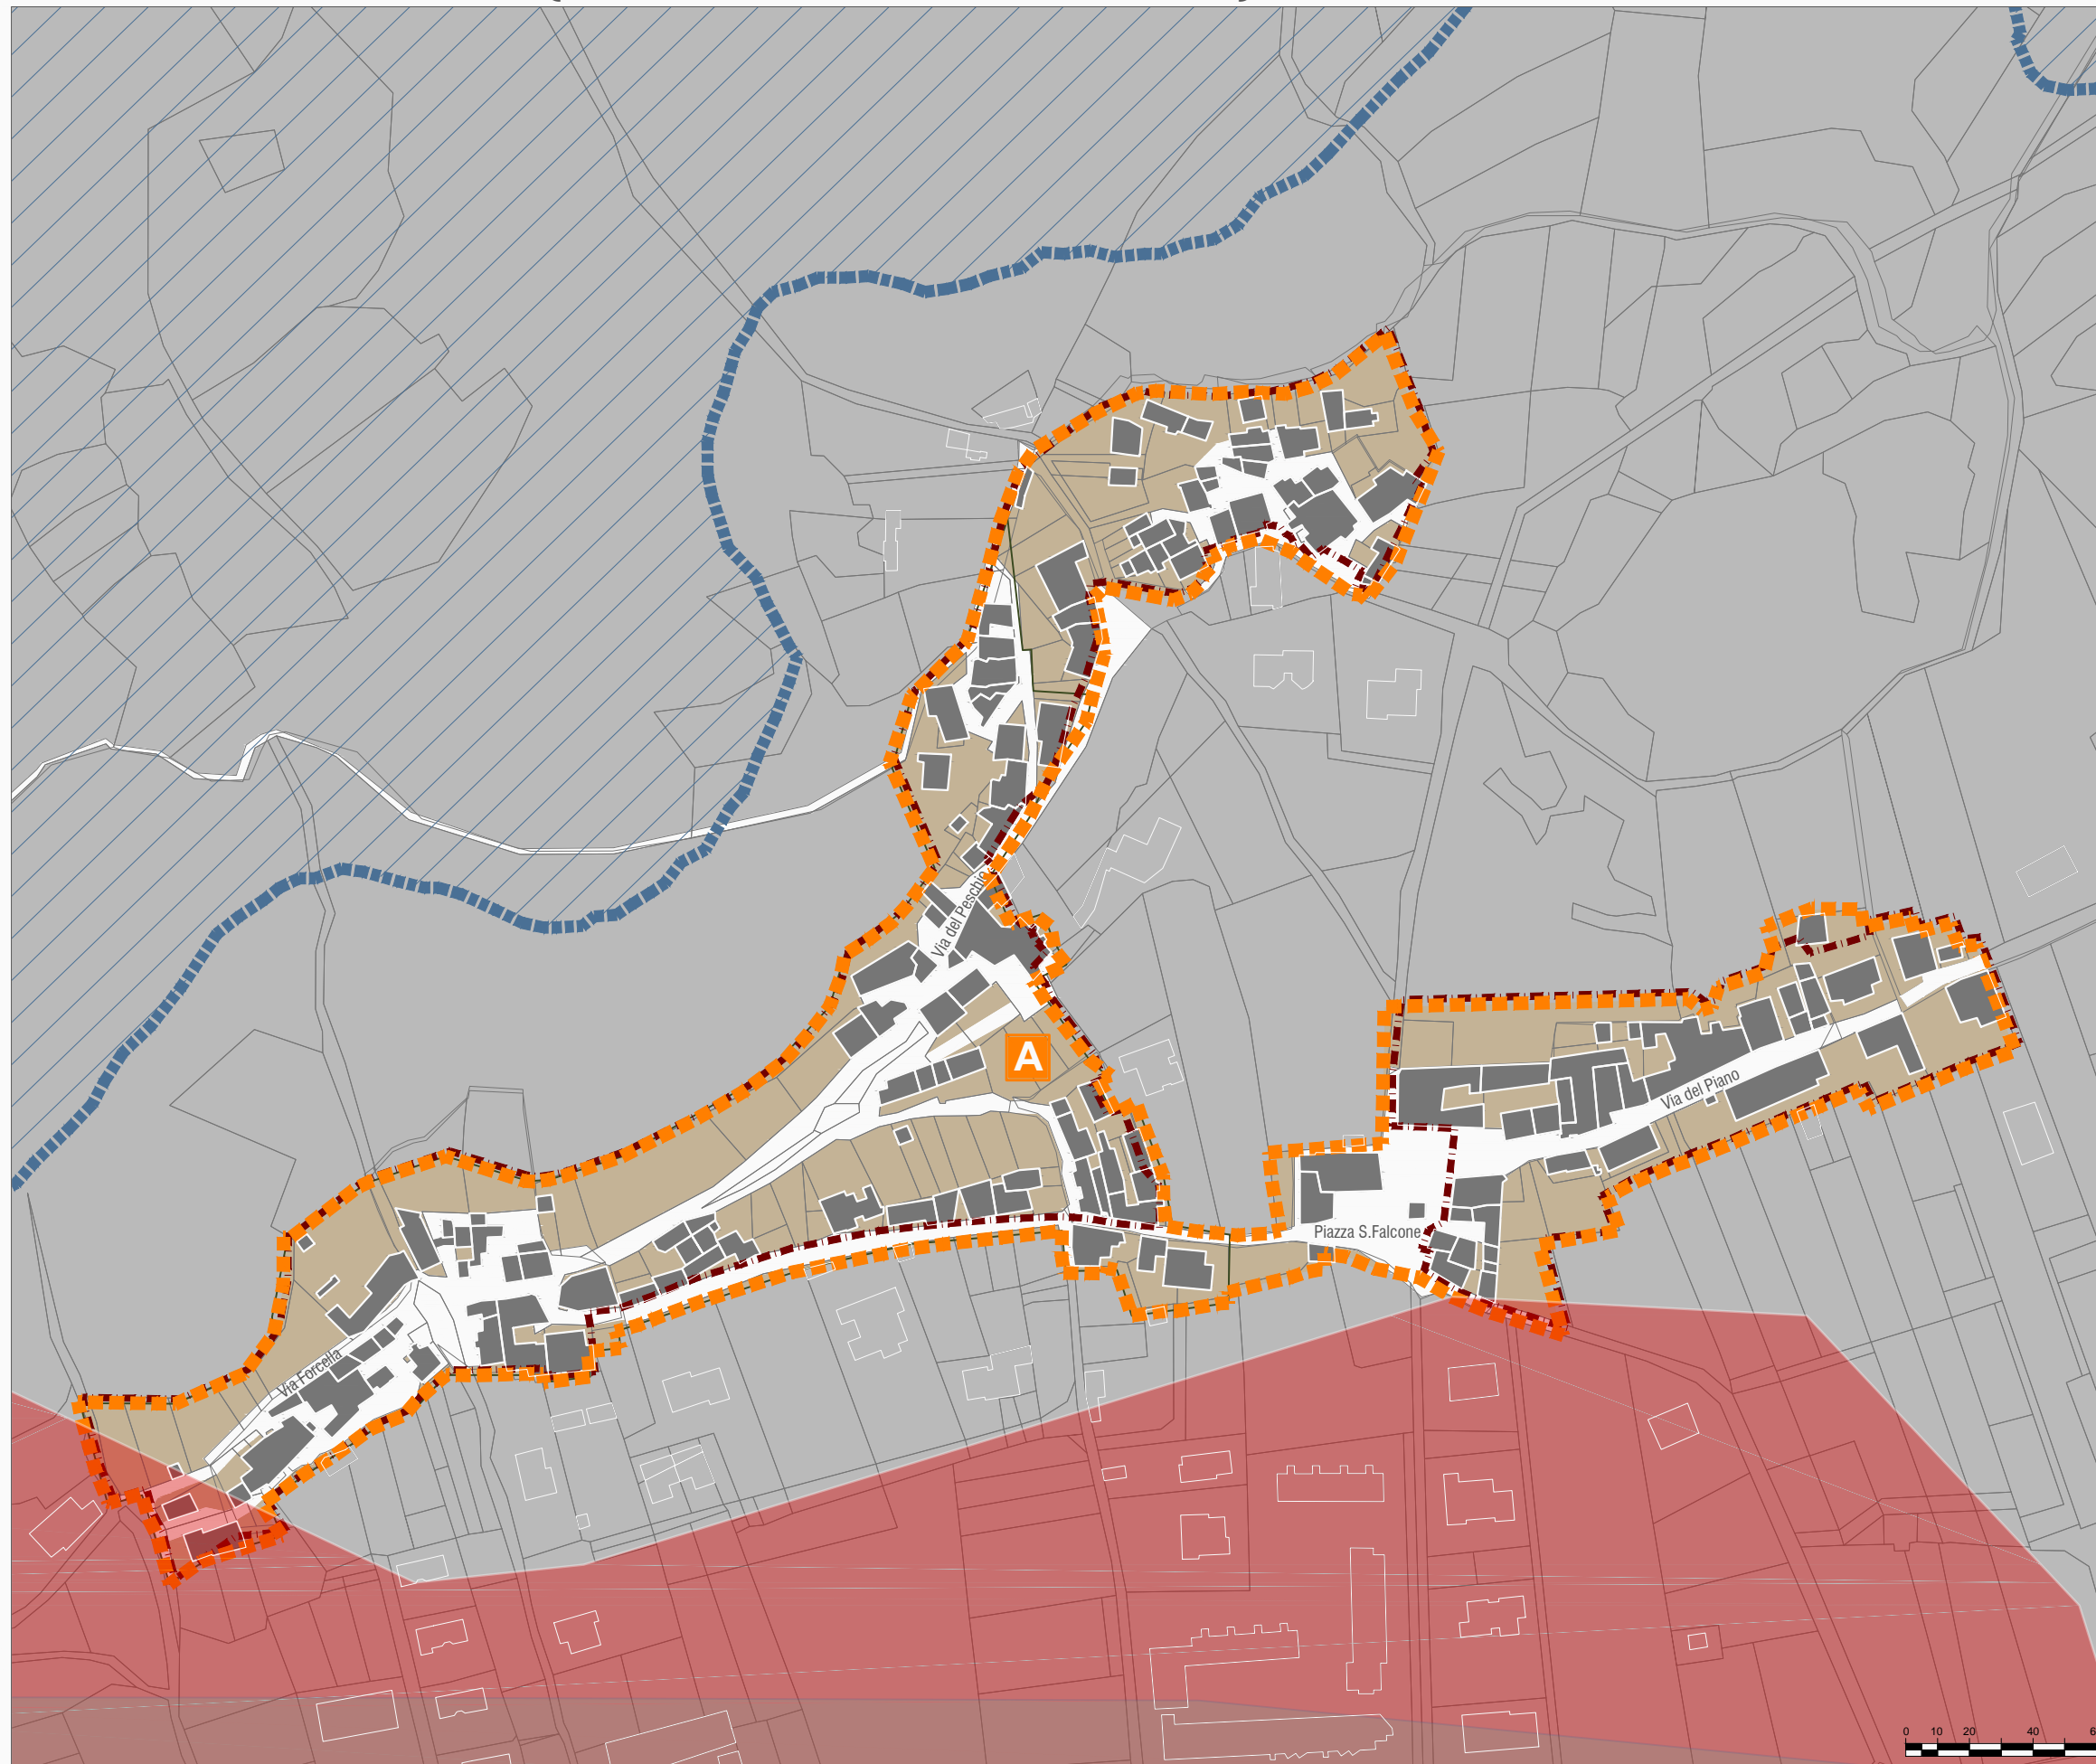 Via del Peschio
A
Via del Piano
Piazza S.Falcone
Via Forcella
0 10 20 40